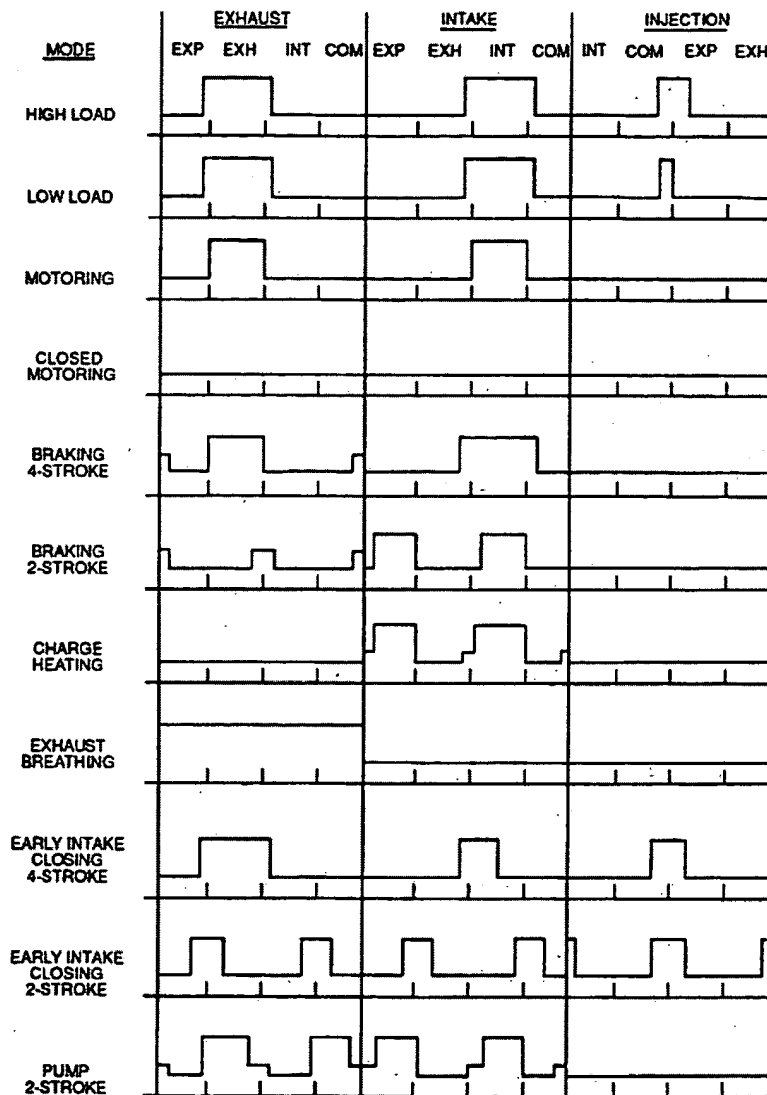 EXHAUST INTAKE INJECTION
MODE EXP EXH INT COM EXP EXH INT COM INT COM EXP EXH
HIGH LOAD
LOW LOAD
MOTORING
CLOSED
MOTORING
BRAKING
4-STROKE
BRAKING
2-STROKE
CHARGE
HEATING
EXHAUST
BREATHING
EARLY INTAKE
CLOSING
4-STROKE
EARLY INTAKE
CLOSING
2-STROKE
PUMP
2-STROKE